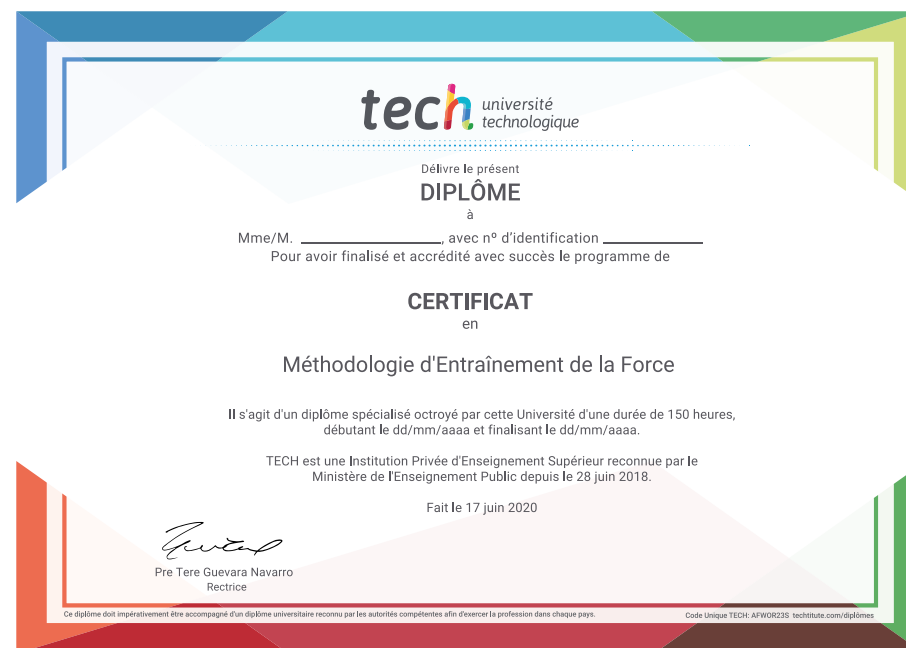 tech université
technologique
Délivre le présent
DIPLÔME
à
Mme/M. ____________________, avec nº d'identification ______________
Pour avoir finalisé et accrédité avec succès le programme de
CERTIFICAT
en
Méthodologie d'Entraînement de la Force
Il s'agit d'un diplôme spécialisé octroyé par cette Université d'une durée de 150 heures,
débutant le dd/mm/aaaa et finalisant le dd/mm/aaaa.
TECH est une Institution Privée d'Enseignement Supérieur reconnue par le
Ministère de l'Enseignement Public depuis le 28 juin 2018.
Fait le 17 juin 2020
Pre Tere Guevara Navarro
Rectrice
Ce diplôme doit impérativement être accompagné d'un diplôme universitaire reconnu par les autorités compétentes afin d'exercer la profession dans chaque pays.
Code Unique TECH: AFWOR23S techtitute.com/diplômes